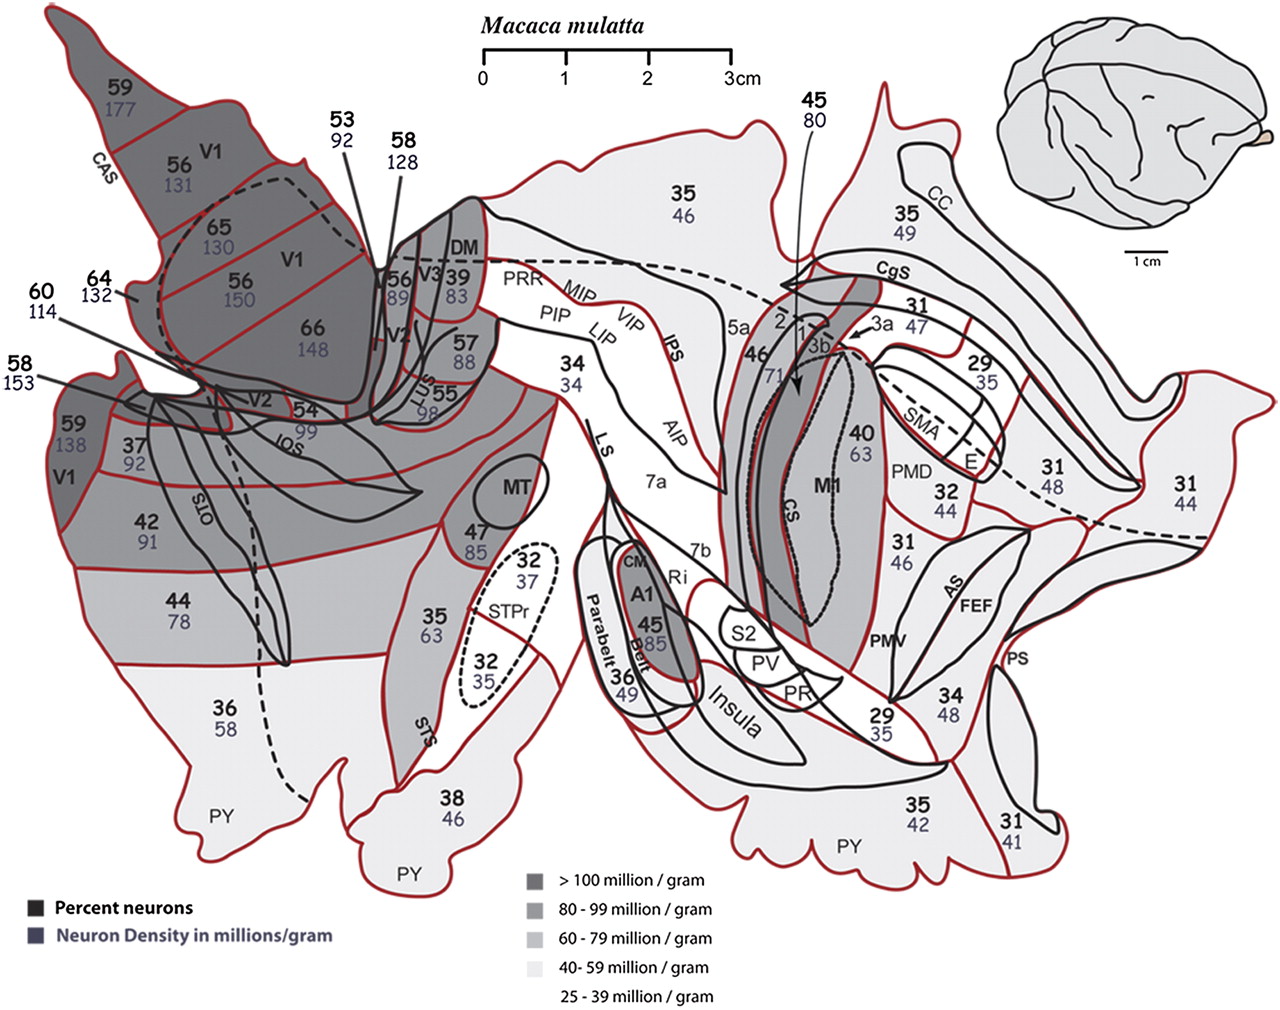 Macaca mulatta
0 1 2 3cm
1 cm
59
177
CAS
56
V1
131
53
92
58
128
45
80
65
130
V1
56
150
66
148
64
132
60
114
58
153
59
138
V1
37
92
V2
54
99
IOS
OTS
56
89
V3
V2
DM
39
83
57
88
LUS
55
98
35
46
PRR
MIP
PIP
VIP
LIP
IPS
34
34
AIP
5a
7a
7b
LS
2
1
3b
3a
46
71
CS
M1
40
63
35
49
CC
CgS
31
47
29
35
SMA
E
PMD
32
44
31
48
31
44
31
46
AS
FEF
PMV
34
48
PS
42
91
MT
47
85
44
78
35
63
32
37
STPr
32
35
STS
36
58
PY
38
46
PY
CM
Ri
A1
45
85
Parabelt
Belt
36
49
Insula
S2
PV
PR
29
35
35
42
PY
31
41
Percent neurons
Neuron Density in millions/gram
> 100 million / gram
80 - 99 million / gram
60 - 79 million / gram
40- 59 million / gram
25 - 39 million / gram